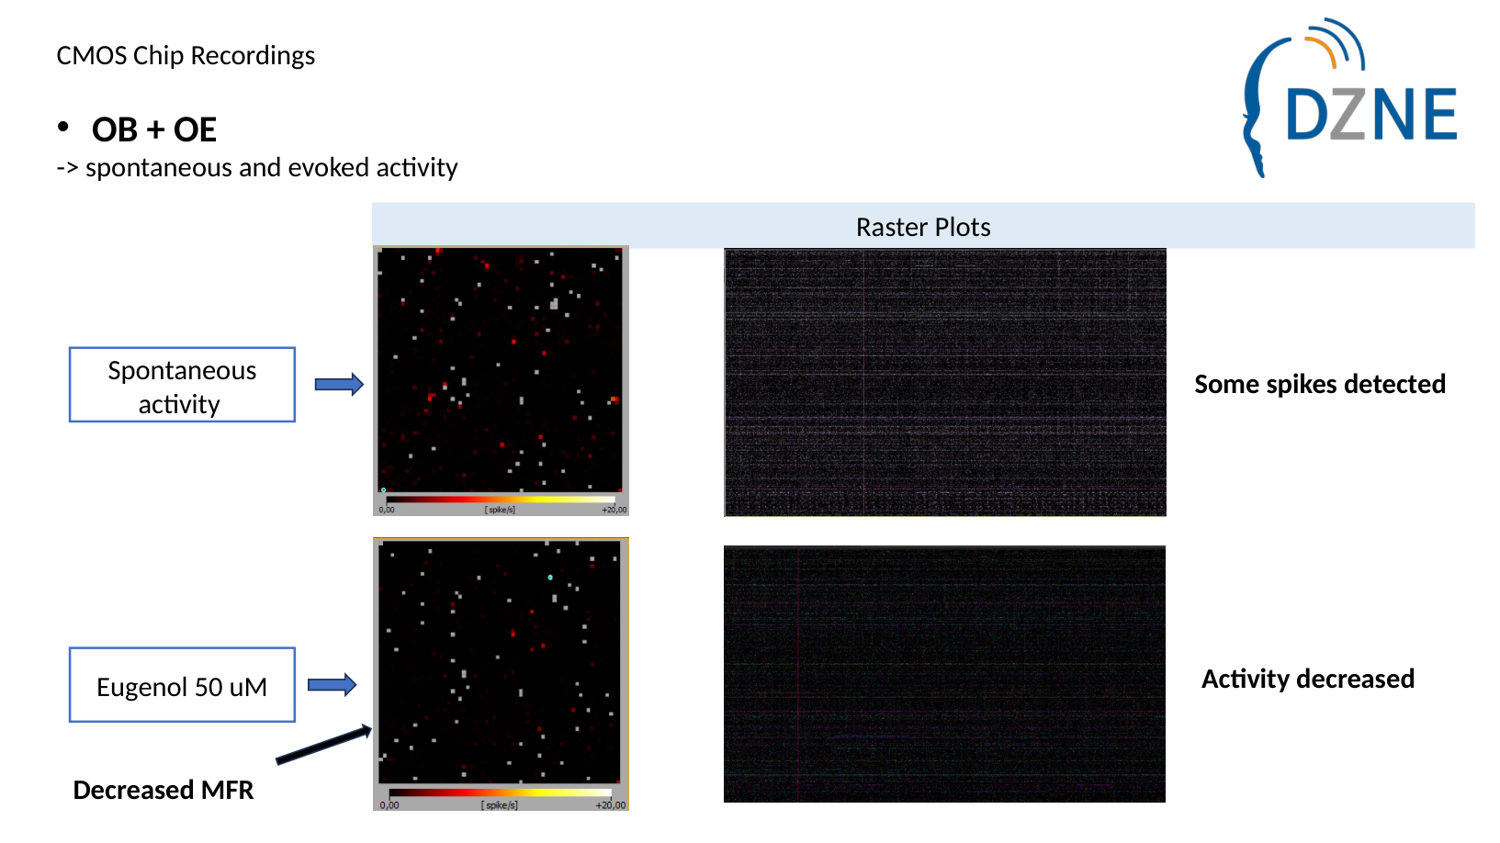 CMOS Chip Recordings
DZNE
• OB + OE
-> spontaneous and evoked activity
Raster Plots
Spontaneous
activity
Some spikes detected
0,00 [ spike/s] +20,00
Eugenol 50 uM
Activity decreased
Decreased MFR
0,00 [ spike/s] +20,00